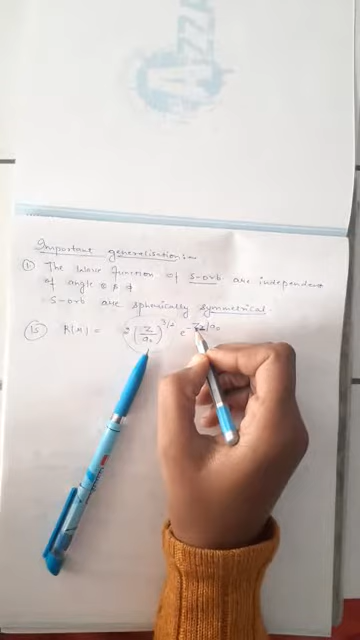 Important generalisation:-
① The wave function of s-orb are independent
of angle θ & ϕ
s-orb are spherically symmetrical.
1s R(r) = 2 (Z/a₀)^3/2 e^-Zr/a₀